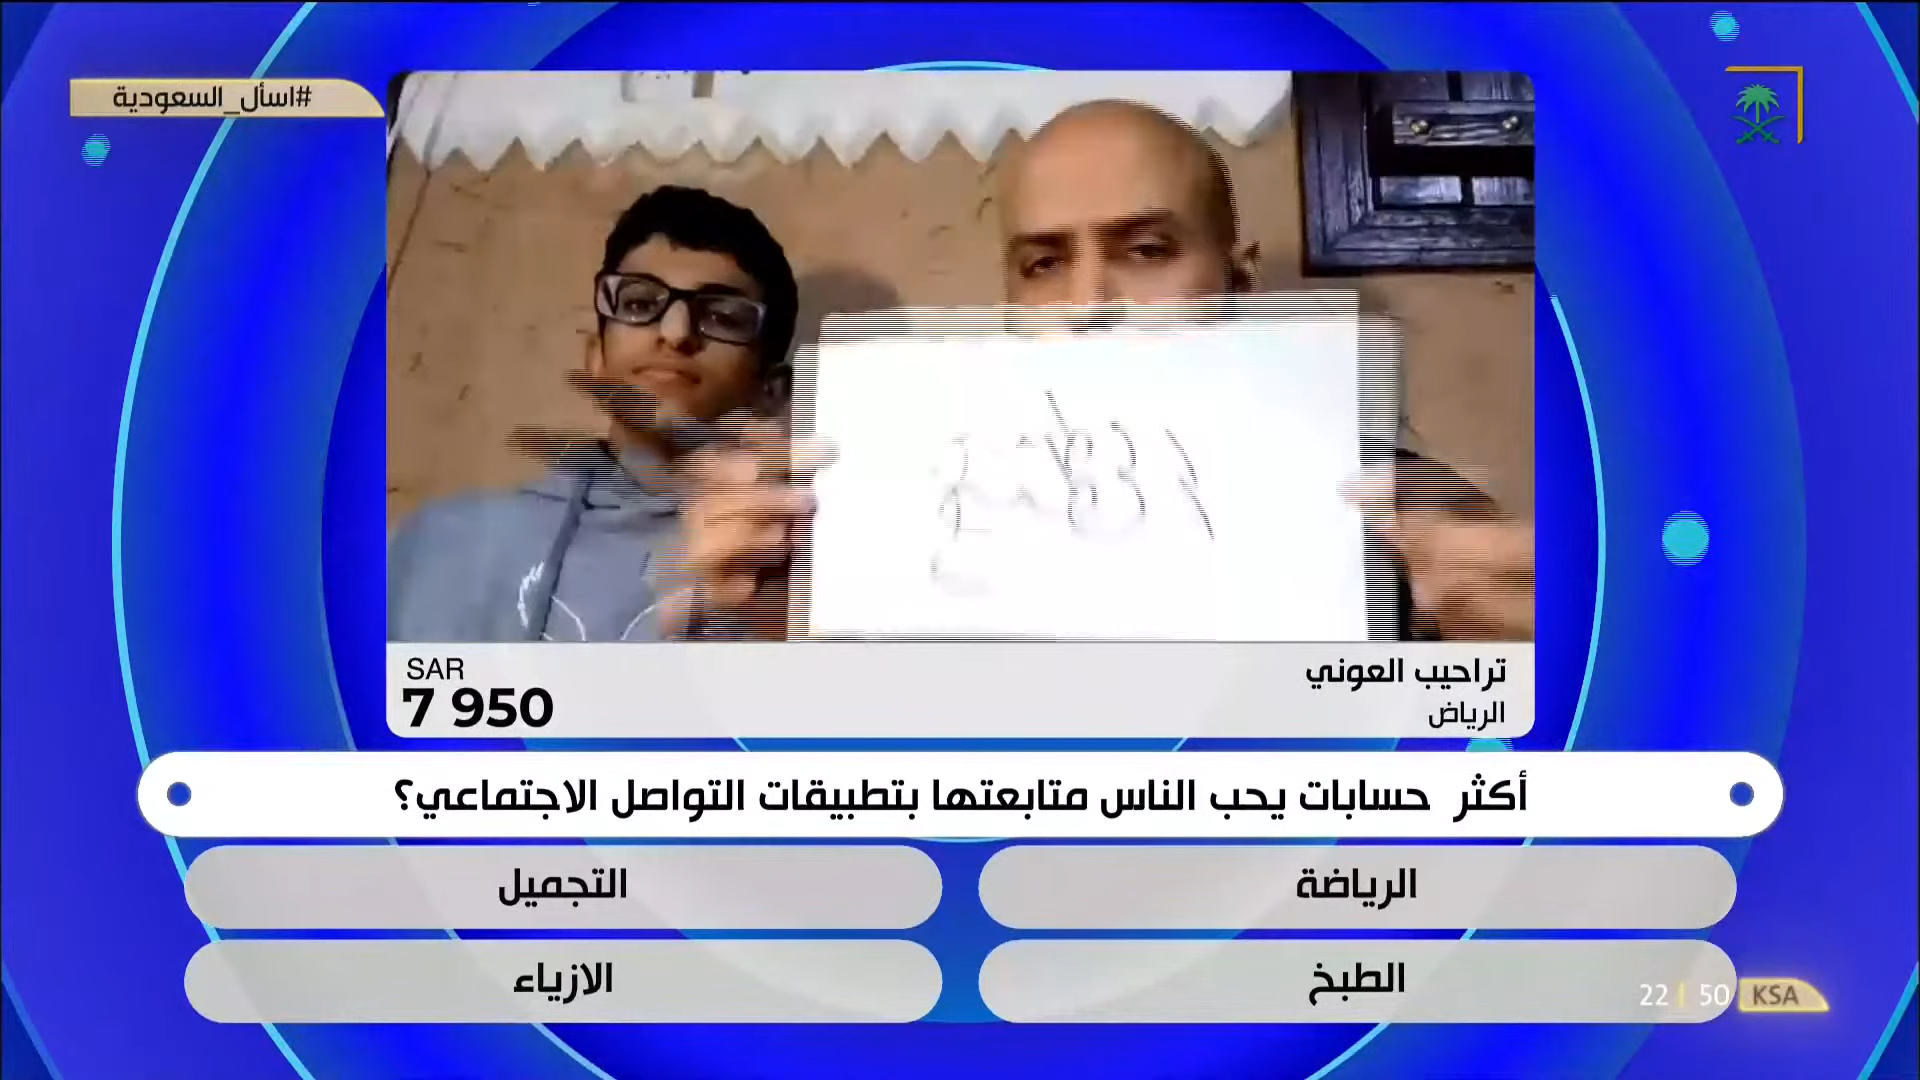 #اسأل_السعودية
الطبخ
تراحيب العوني
الرياض
SAR
7 950
أكثر حسابات يحب الناس متابعتها بتطبيقات التواصل الاجتماعي؟
الرياضة
التجميل
الطبخ
الازياء
22 50
KSA